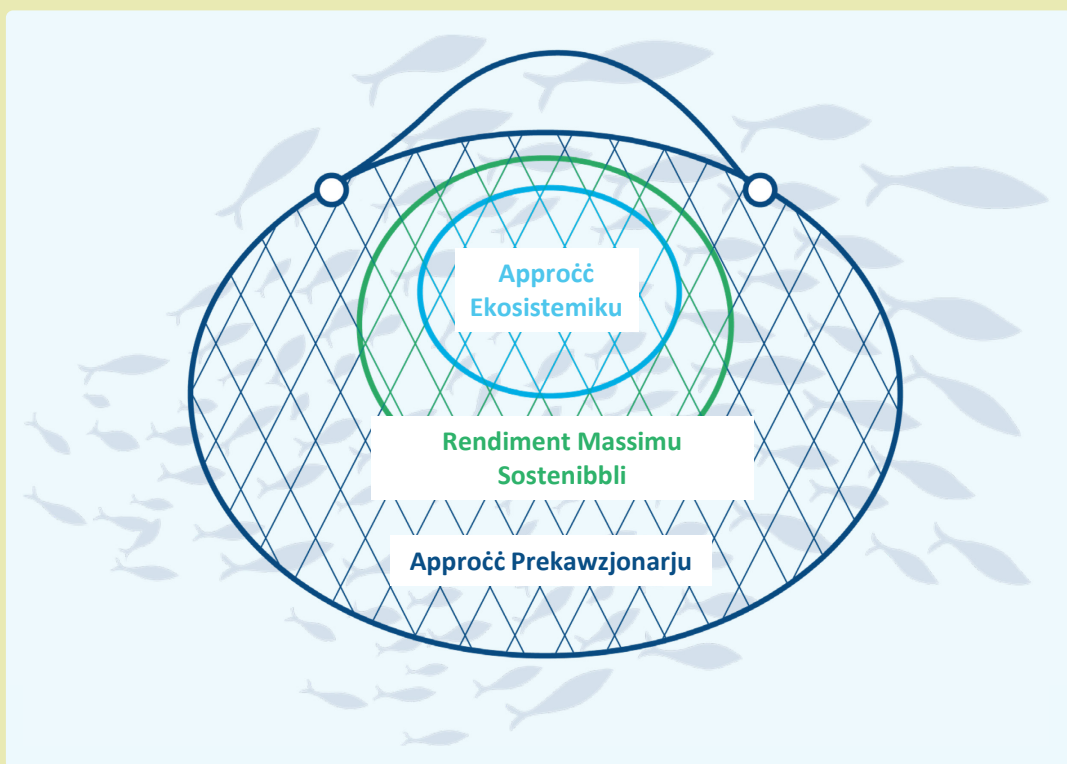 Approċċ
Ekosistemiku
Rendiment Massimu
Sostenibbli
Approċċ Prekawzjonarju